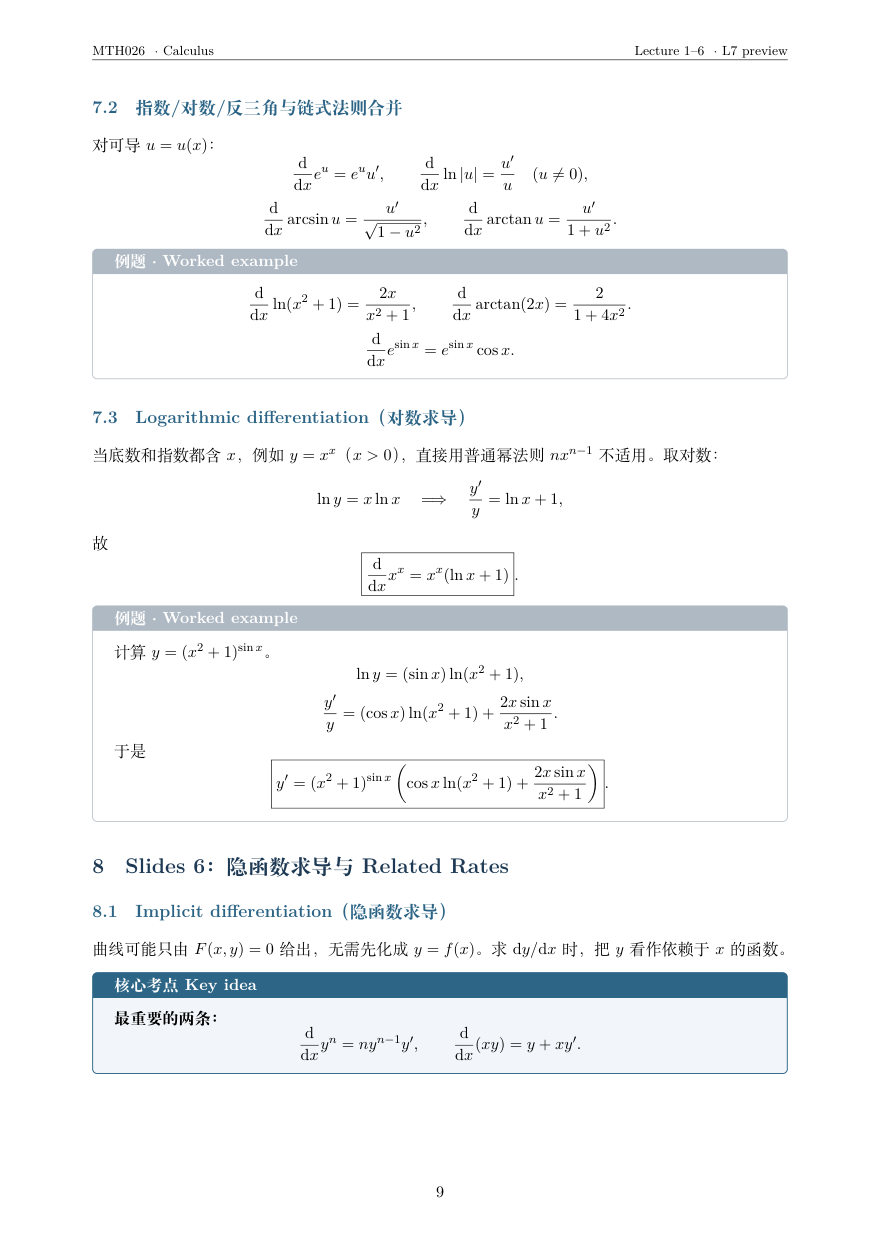 MTH026 · Calculus Lecture 1–6 · L7 preview
7.2 指数/对数/反三角与链式法则合并
对可导 u = u(x)：
d/dx e^u = e^u u′, d/dx ln |u| = u′/u (u ≠ 0),
d/dx arcsin u = u′/√(1 − u²), d/dx arctan u = u′/(1 + u²).
例题 · Worked example
d/dx ln(x² + 1) = 2x/(x² + 1), d/dx arctan(2x) = 2/(1 + 4x²).
d/dx e^{sin x} = e^{sin x} cos x.
7.3 Logarithmic differentiation（对数求导）
当底数和指数都含 x，例如 y = x^x（x > 0），直接用普通幂法则 nx^{n−1} 不适用。取对数：
ln y = x ln x ⟹ y′/y = ln x + 1,
故
d/dx x^x = x^x(ln x + 1).
例题 · Worked example
计算 y = (x² + 1)^{sin x}。
ln y = (sin x) ln(x² + 1),
y′/y = (cos x) ln(x² + 1) + 2x sin x/(x² + 1).
于是
y′ = (x² + 1)^{sin x} (cos x ln(x² + 1) + 2x sin x/(x² + 1)).
8 Slides 6：隐函数求导与 Related Rates
8.1 Implicit differentiation（隐函数求导）
曲线可能只由 F(x, y) = 0 给出，无需先化成 y = f(x)。求 dy/dx 时，把 y 看作依赖于 x 的函数。
核心考点 Key idea
最重要的两条：
d/dx y^n = ny^{n−1}y′, d/dx (xy) = y + xy′.
9